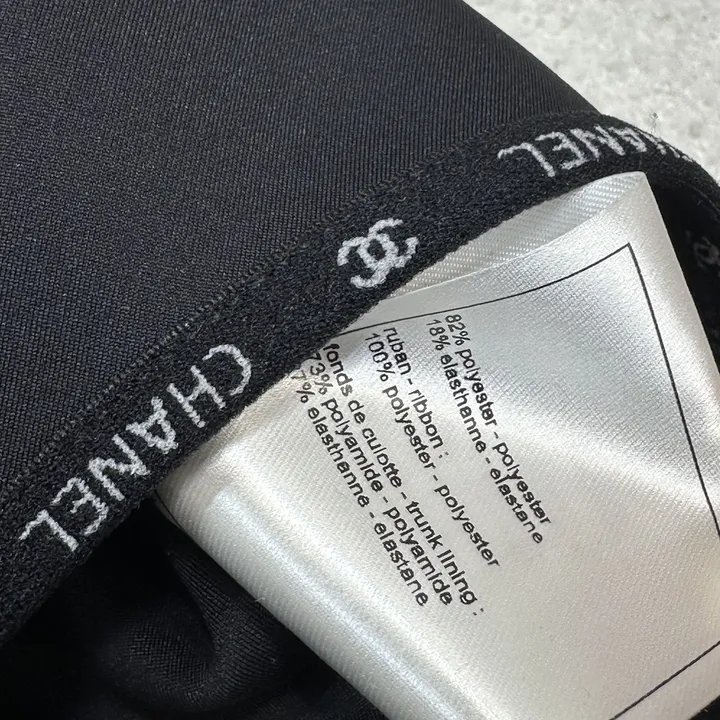 CHANEL
CHANEL
82% polyester - polyester
18% elasthanne - elastane
ruban - ribbon :
100% polyester - polyester
fonds de culotte - trunk lining :
73% polyamide - polyamide
7% elasthanne - elastane